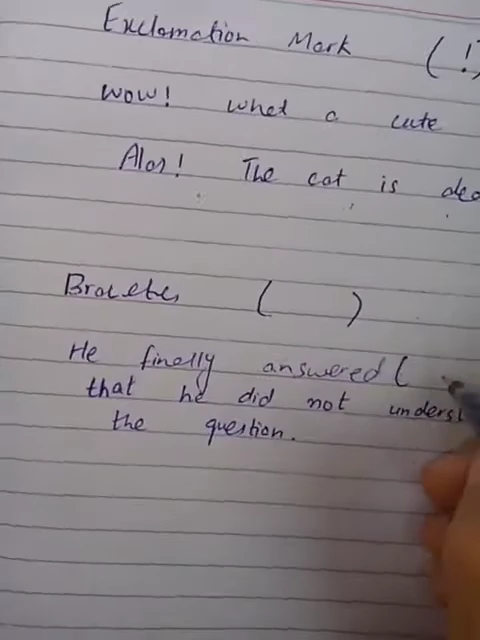 Exclamation Mark (!)
Wow! What a cute
Alas! The cat is dea
Brackets ( )
He finally answered (
that he did not underst
the question.